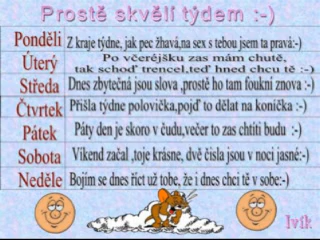 Prostě skvělí týdem :-)
Ponděli Z kraje týdne, jak pec žhavá,na sex s tebou jsem ta pravá:-)
Úterý Po včerějšku zas mám chutě,
tak schoď trencel,teď hned chcu tě :-)
Středa Dnes zbytečná jsou slova ,prostě ho tam foukni znova :-)
Čtvrtek Přišla týdne polovička,pojď to dělat na konička :-)
Pátek Páty den je skoro v čudu,večer to zas chtíti budu :-)
Sobota Víkend začal ,toje krásne, dvě čisla jsou v noci jasné:-)
Neděle Bojím se dnes říct už tobe, že i dnes chci tě v sobe:-)
Ivík